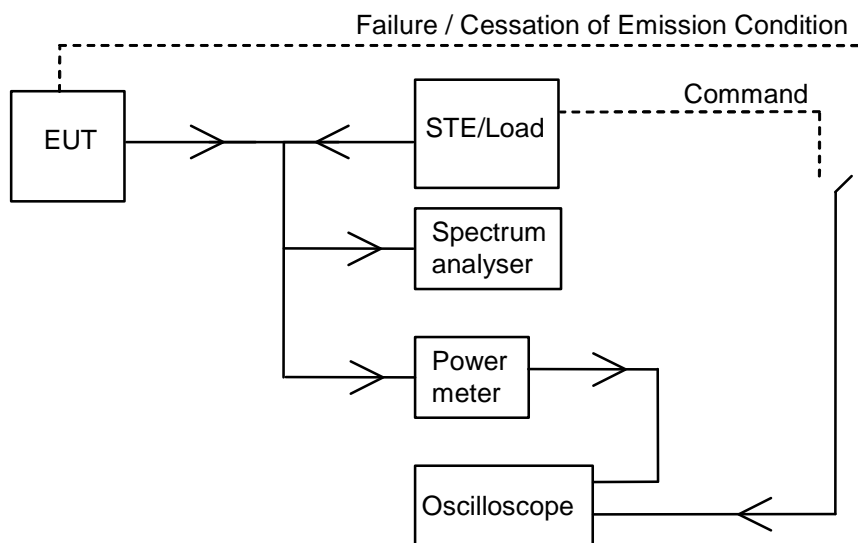 Failure / Cessation of Emission Condition
EUT
STE/Load
Command
Spectrum
analyser
Power
meter
Oscilloscope